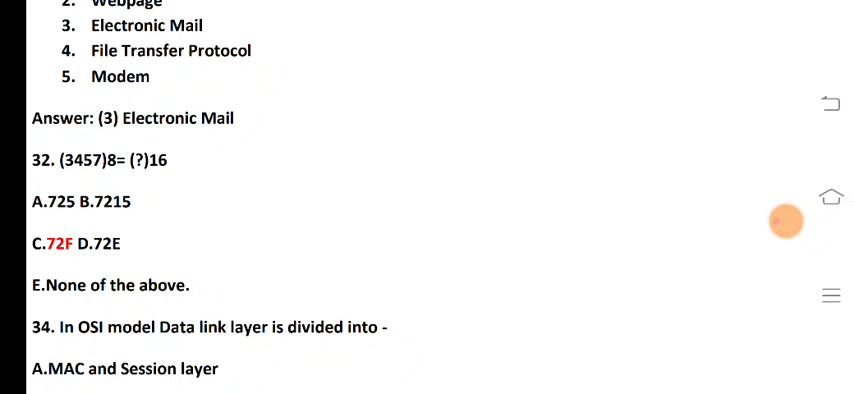 2. Webpage
3. Electronic Mail
4. File Transfer Protocol
5. Modem
Answer: (3) Electronic Mail
32. (3457)8= (?)16
A.725 B.7215
C.72F D.72E
E.None of the above.
34. In OSI model Data link layer is divided into -
A.MAC and Session layer